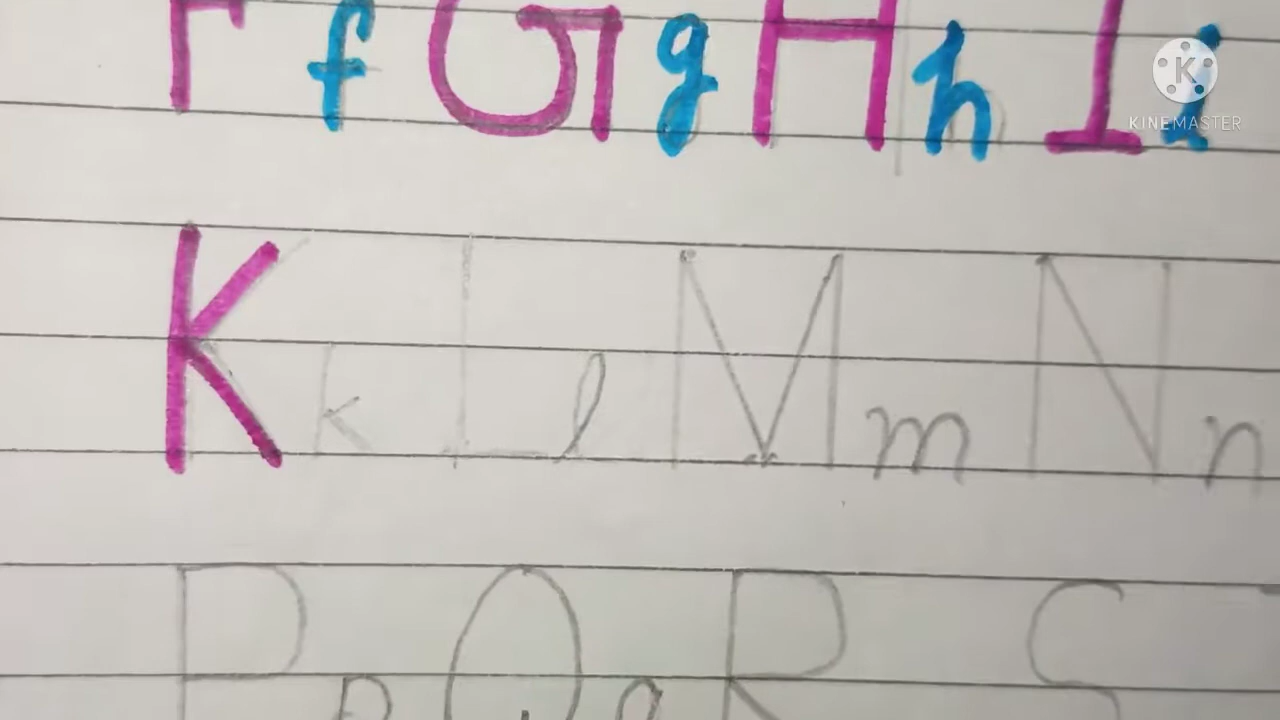 F f G g H h I i
K
KINEMASTER
K k L l M m N n
P p Q q R S